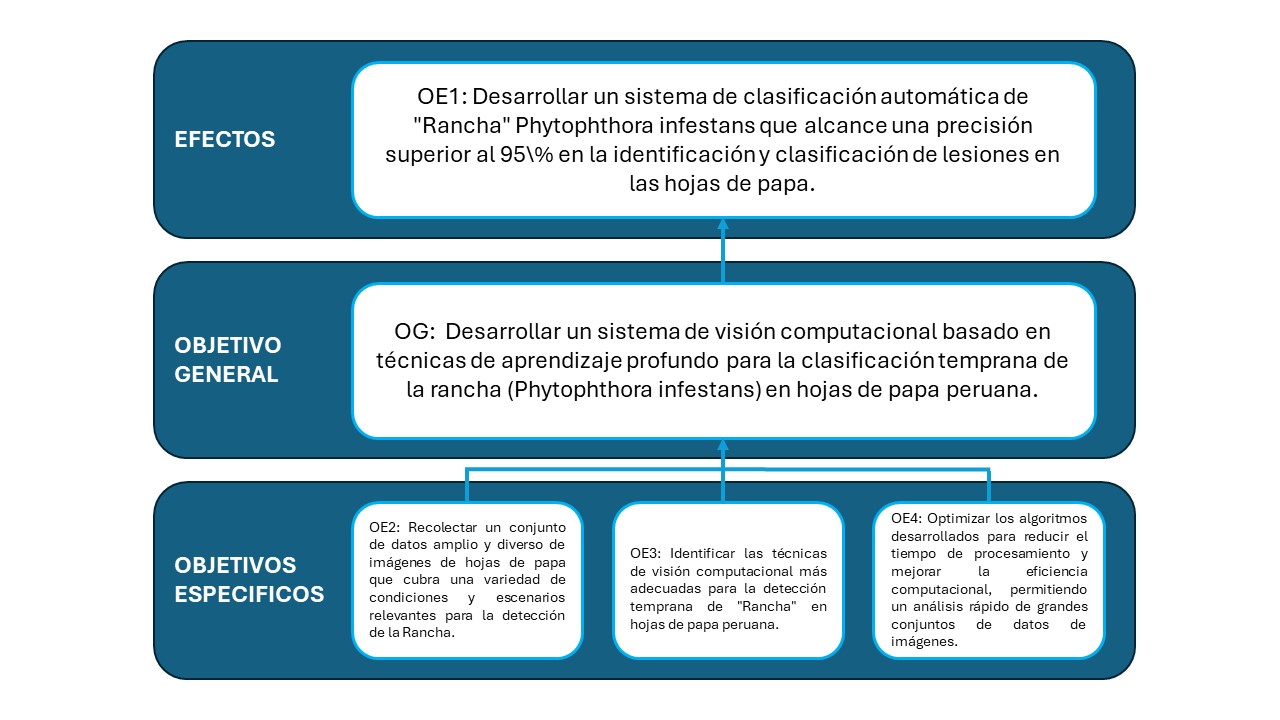 EFECTOS
OE1: Desarrollar un sistema de clasificación automática de
"Rancha" Phytophthora infestans que alcance una precisión
superior al 95\% en la identificación y clasificación de lesiones en
las hojas de papa.
OBJETIVO
GENERAL
OG: Desarrollar un sistema de visión computacional basado en
técnicas de aprendizaje profundo para la clasificación temprana de
la rancha (Phytophthora infestans) en hojas de papa peruana.
OBJETIVOS
ESPECIFICOS
OE2: Recolectar un conjunto
de datos amplio y diverso de
imágenes de hojas de papa
que cubra una variedad de
condiciones y escenarios
relevantes para la detección
de la Rancha.
OE3: Identificar las técnicas
de visión computacional más
adecuadas para la detección
temprana de "Rancha" en
hojas de papa peruana.
OE4: Optimizar los algoritmos
desarrollados para reducir el
tiempo de procesamiento y
mejorar la eficiencia
computacional, permitiendo
un análisis rápido de grandes
conjuntos de datos de
imágenes.